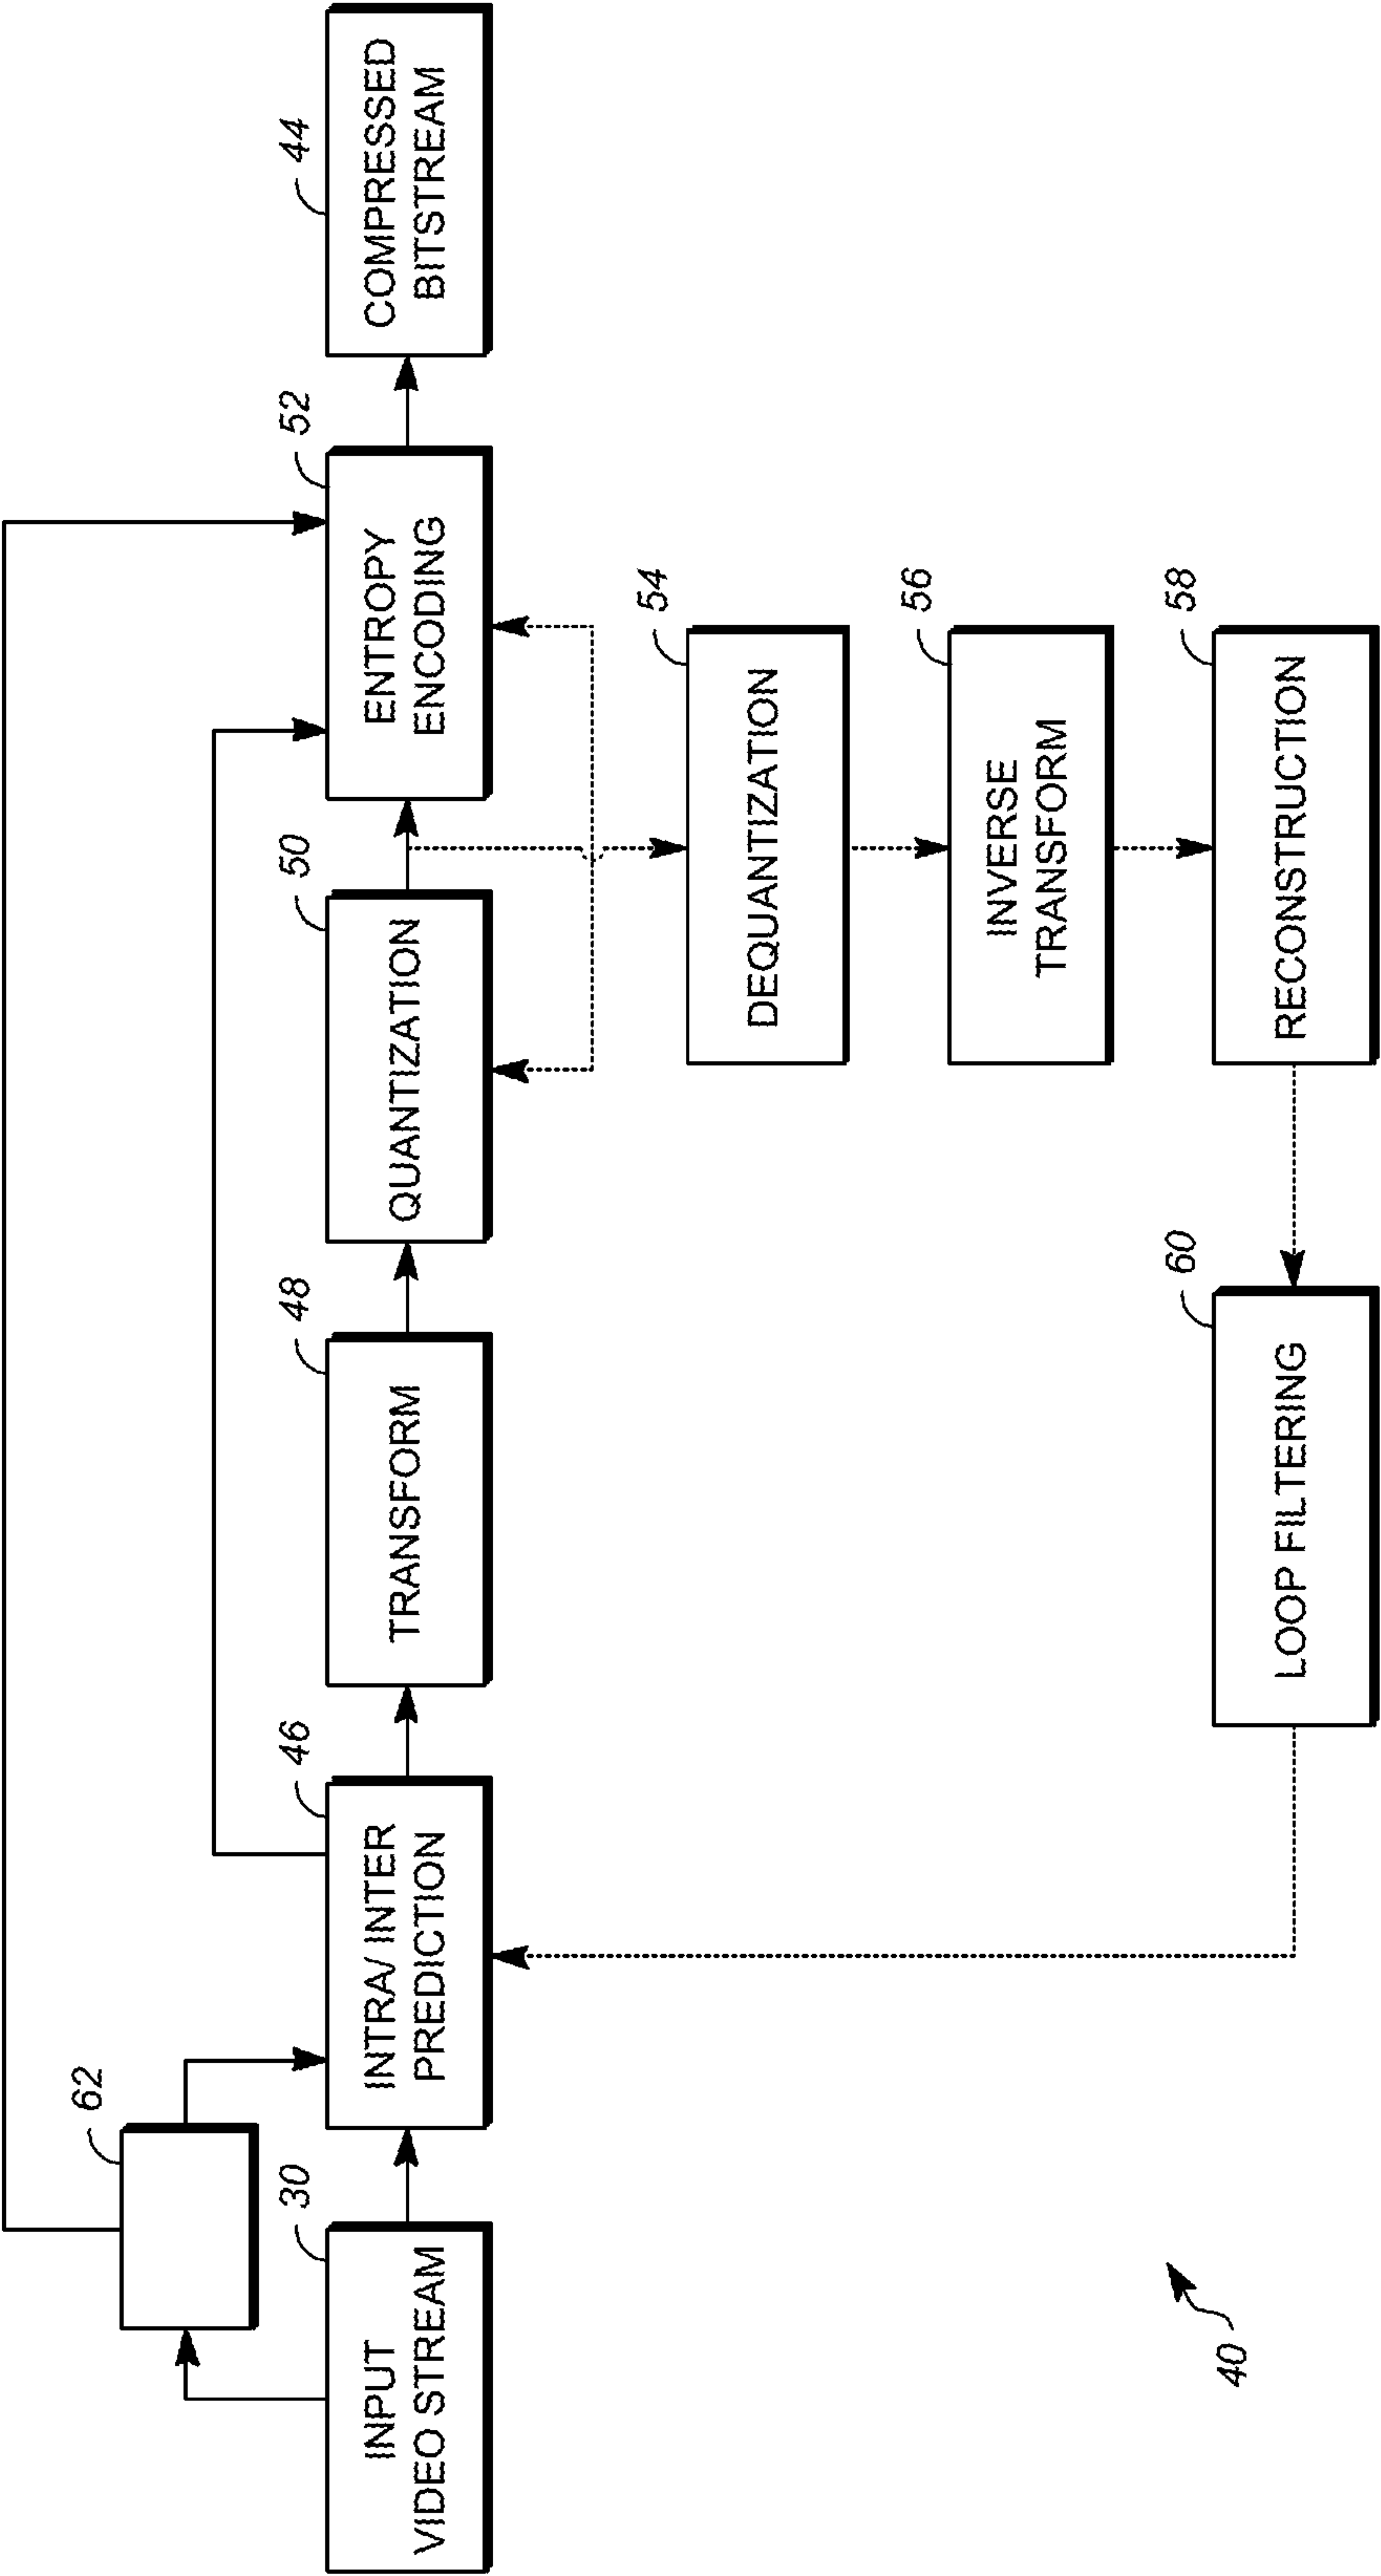 62
30
INPUT
VIDEO STREAM
46
INTRA/ INTER
PREDICTION
48
TRANSFORM
50
QUANTIZATION
52
ENTROPY
ENCODING
44
COMPRESSED
BITSTREAM
54
DEQUANTIZATION
56
INVERSE
TRANSFORM
60
LOOP FILTERING
58
RECONSTRUCTION
40